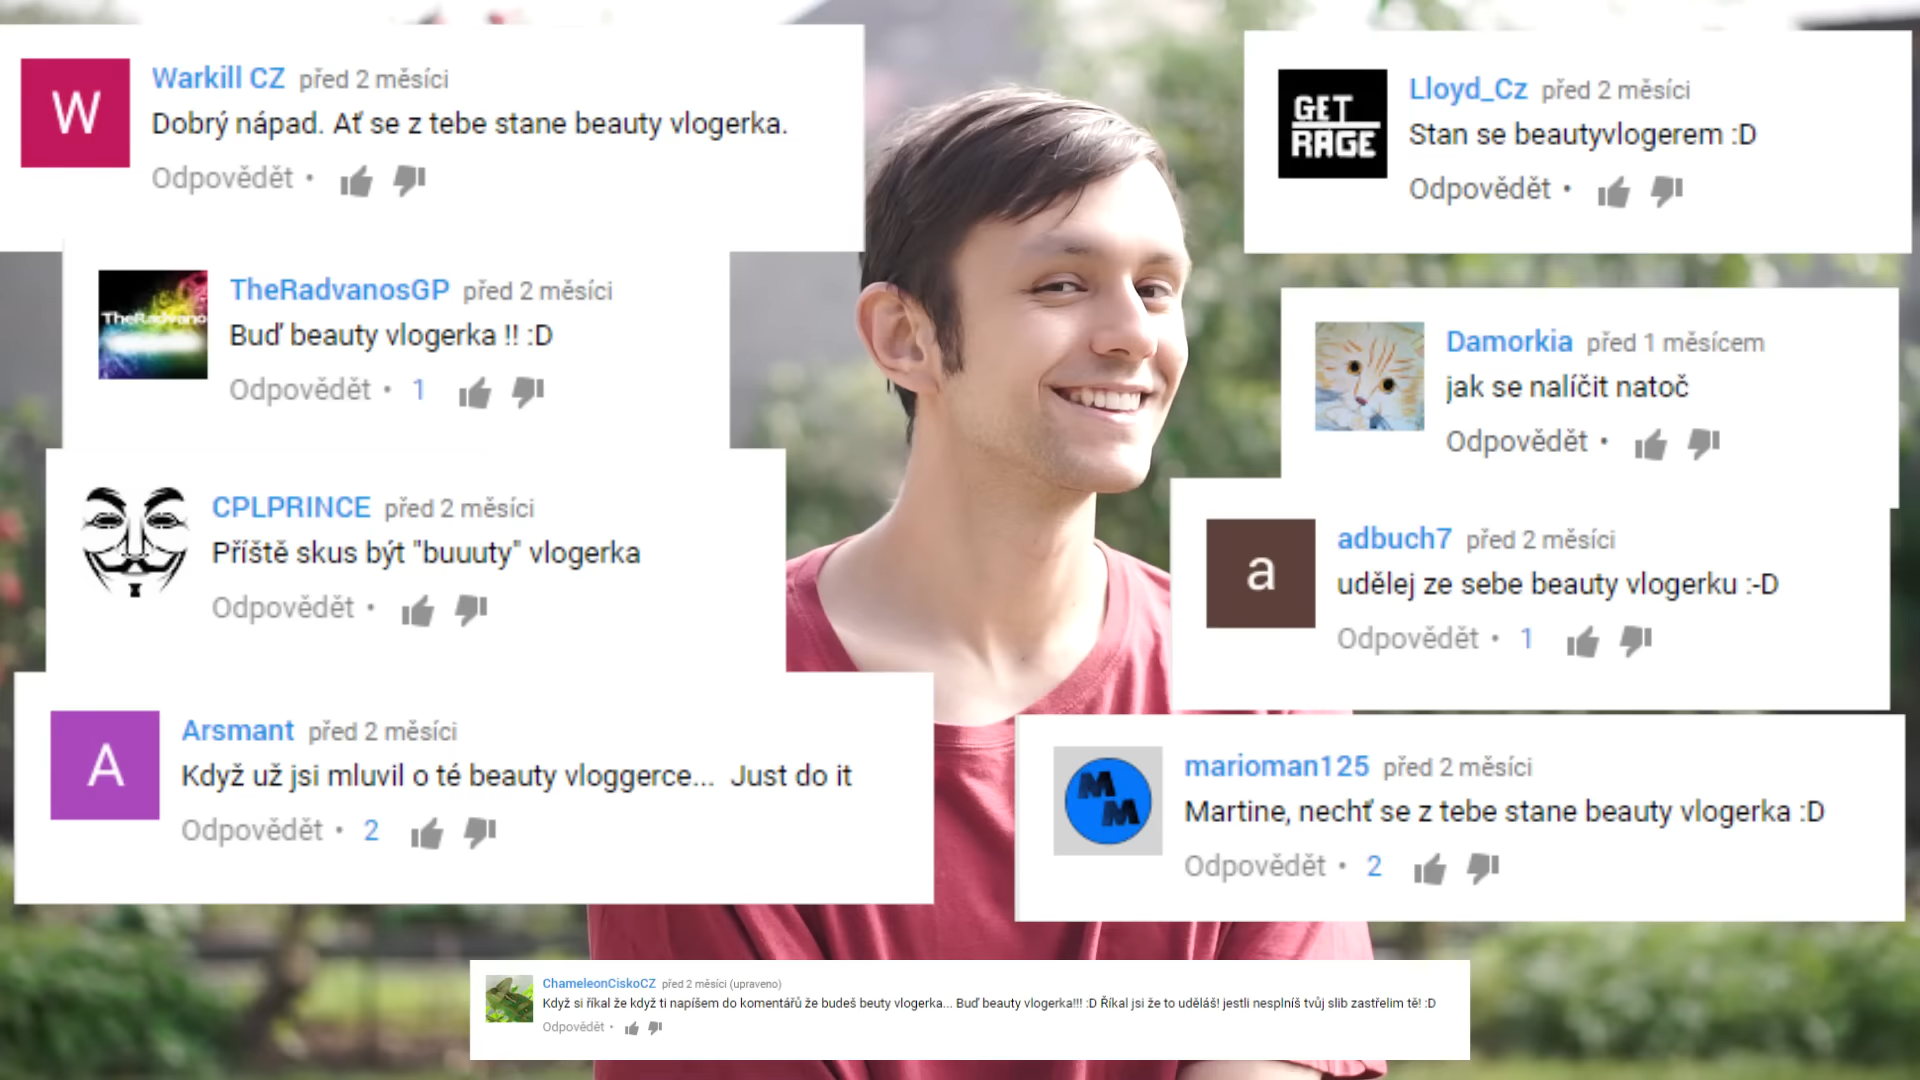 W
Warkill CZ před 2 měsíci
Dobrý nápad. Ať se z tebe stane beauty vlogerka.
Odpovědět •
TheRadvano
TheRadvanosGP před 2 měsíci
Buď beauty vlogerka !! :D
Odpovědět • 1
CPLPRINCE před 2 měsíci
Příště skus být "buuuty" vlogerka
Odpovědět •
A
Arsmant před 2 měsíci
Když už jsi mluvil o té beauty vloggerce... Just do it
Odpovědět • 2
GET
RAGE
Lloyd_Cz před 2 měsíci
Stan se beautyvlogerem :D
Odpovědět •
Damorkia před 1 měsícem
jak se nalíčit natoč
Odpovědět •
a
adbuch7 před 2 měsíci
udělej ze sebe beauty vlogerku :-D
Odpovědět • 1
M
M
marioman125 před 2 měsíci
Martine, nechť se z tebe stane beauty vlogerka :D
Odpovědět • 2
ChameleonCiskoCZ před 2 měsíci (upraveno)
Když si říkal že když ti napíšem do komentářů že budeš beuty vlogerka... Buď beauty vlogerka!!! :D Říkal jsi že to uděláš! jestli nesplníš tvůj slib zastřelim tě! :D
Odpovědět •